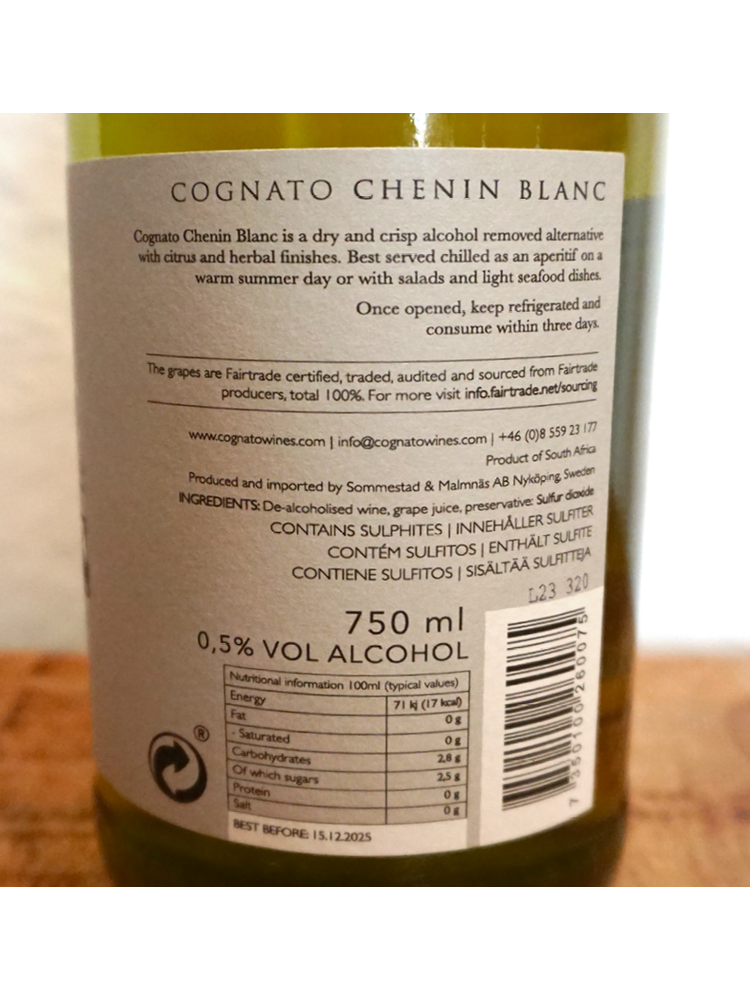 COGNATO CHENIN BLANC
Cognato Chenin Blanc is a dry and crisp alcohol removed alternative
with citrus and herbal finishes. Best served chilled as an aperitif on a
warm summer day or with salads and light seafood dishes.
Once opened, keep refrigerated and
consume within three days.
The grapes are Fairtrade certified, traded, audited and sourced from Fairtrade
producers, total 100%. For more visit info.fairtrade.net/sourcing
www.cognatowines.com | info@cognatowines.com | +46 (0)8 559 23 177
Product of South Africa
Produced and imported by Sommestad & Malmnäs AB Nyköping, Sweden
INGREDIENTS: De-alcoholised wine, grape juice, preservative: Sulfur dioxide
CONTAINS SULPHITES | INNEHÅLLER SULFITER
CONTÉM SULFITOS | ENTHÄLT SULFITE
CONTIENE SULFITOS | SISÄLTÄÄ SULFIITTEJA
L23 320
750 ml
0,5% VOL ALCOHOL
Nutritional information 100ml (typical values)
Energy 71 kj (17 kcal)
Fat 0 g
- Saturated 0 g
Carbohydrates 2,8 g
Of which sugars 2,5 g
Protein 0 g
Salt 0 g
BEST BEFORE: 15.12.2025
®
7 350100 260075